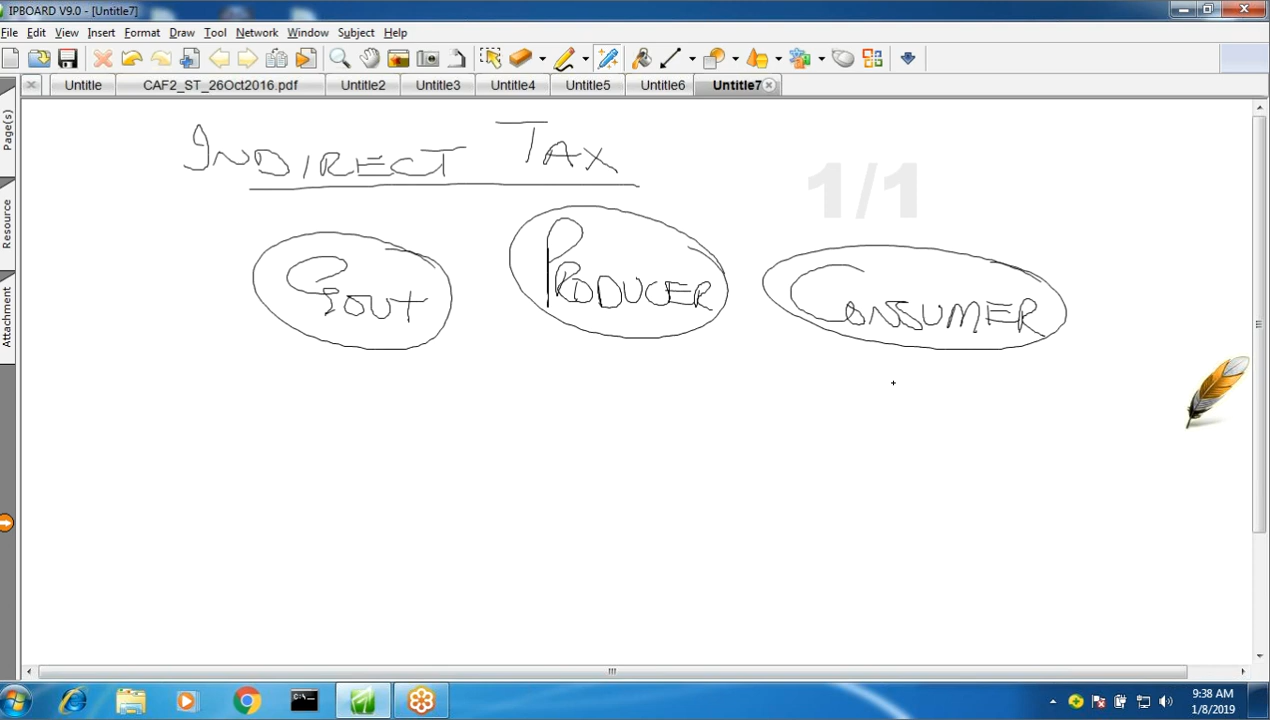 IPBOARD V9.0 - [Untitle7]
File Edit View Insert Format Draw Tool Network Window Subject Help
Untitle CAF2_ST_26Oct2016.pdf Untitle2 Untitle3 Untitle4 Untitle5 Untitle6 Untitle7
Page(s)
Resource
Attachment
INDIRECT TAX
1/1
GOUT PRODUCER CONSUMER
9:38 AM
1/8/2019